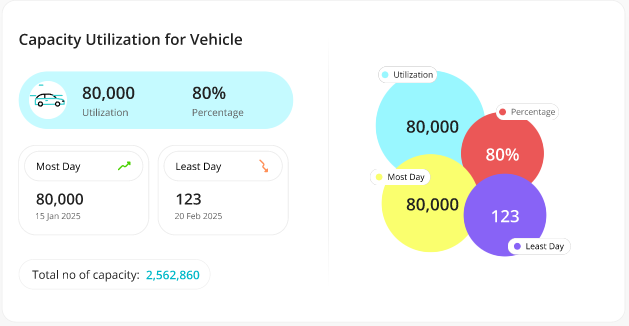 Capacity Utilization for Vehicle
80,000
Utilization
80%
Percentage
Most Day
80,000
15 Jan 2025
Least Day
123
20 Feb 2025
Total no of capacity: 2,562,860
Utilization
80,000
Percentage
80%
Most Day
80,000
123
Least Day